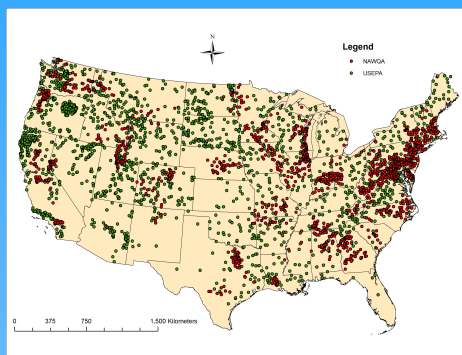 N
Legend
NAWQA
USEPA
0 375 750 1,500 Kilometers